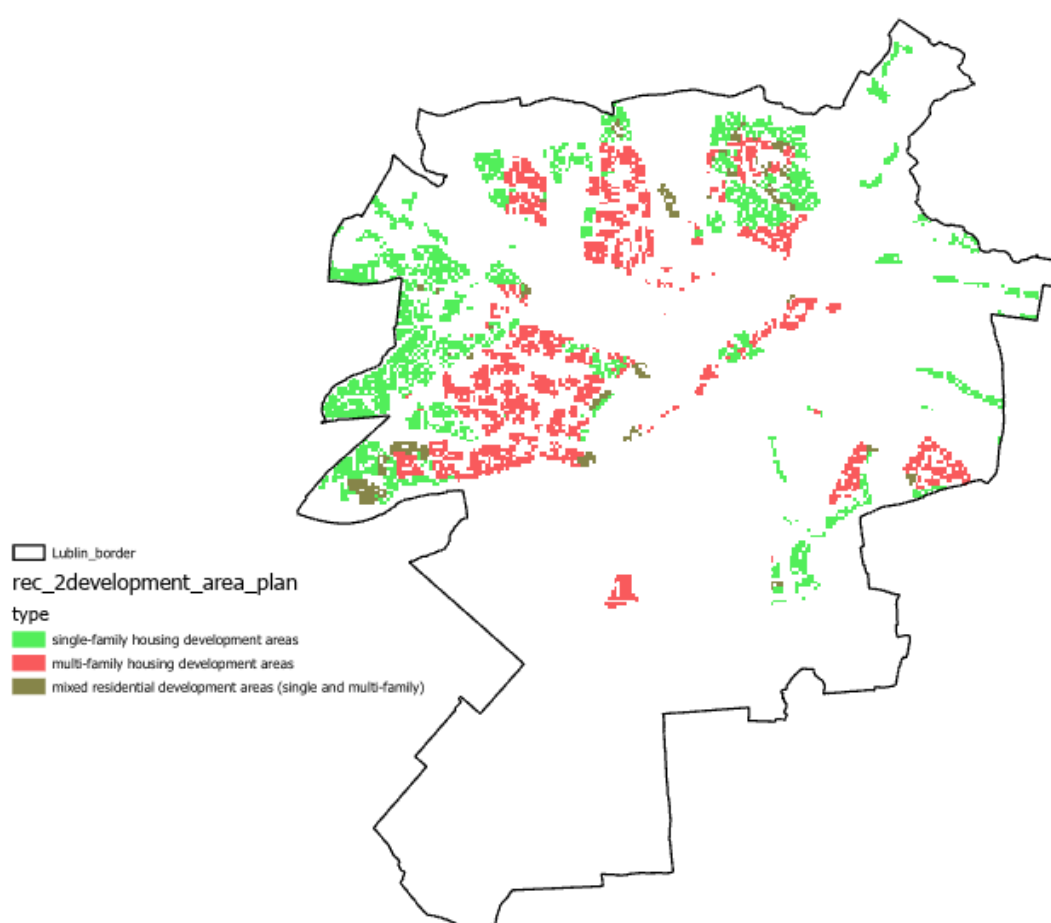 Lublin_border
rec_2development_area_plan
type
single-family housing development areas
multi-family housing development areas
mixed residential development areas (single and multi-family)